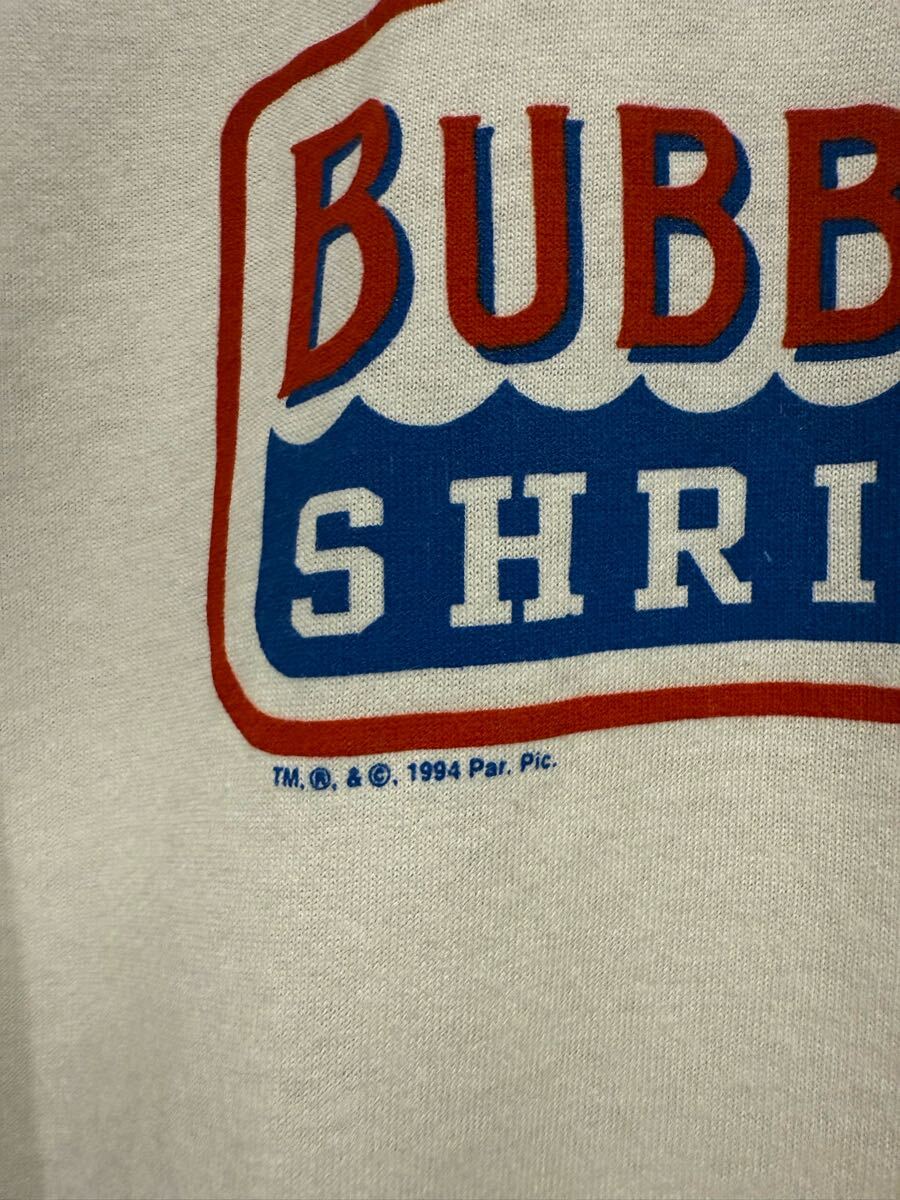 BUBB
SHRI
TM, ®, & ©, 1994 Par. Pic.